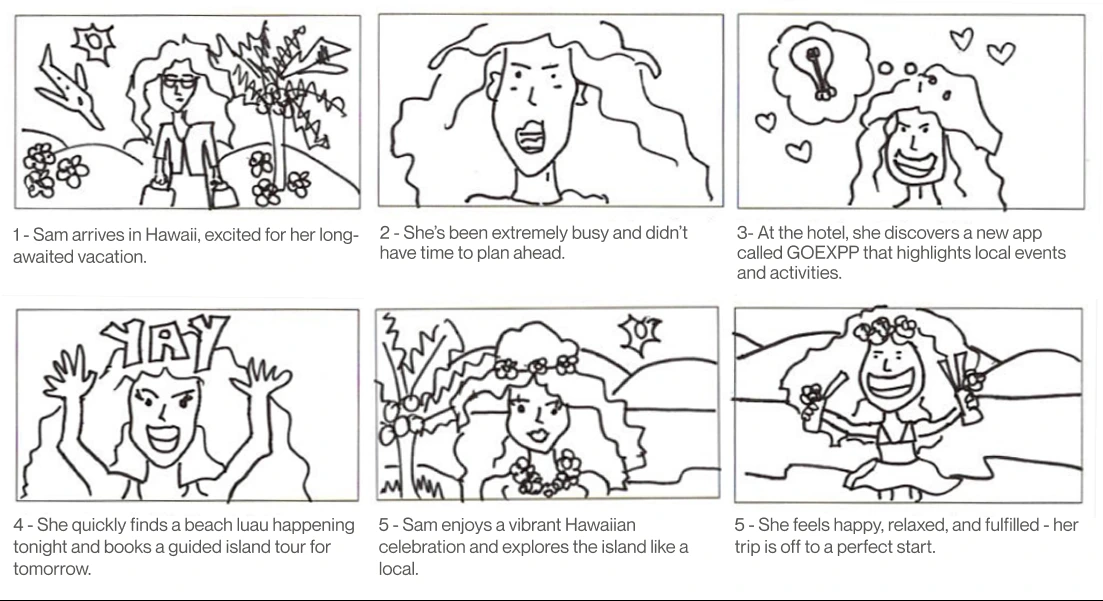 1 - Sam arrives in Hawaii, excited for her long-
awaited vacation.
2 - She's been extremely busy and didn't
have time to plan ahead.
3- At the hotel, she discovers a new app
called GOEXPP that highlights local events
and activities.
YAY
4 - She quickly finds a beach luau happening
tonight and books a guided island tour for
tomorrow.
5 - Sam enjoys a vibrant Hawaiian
celebration and explores the island like a
local.
5 - She feels happy, relaxed, and fulfilled - her
trip is off to a perfect start.